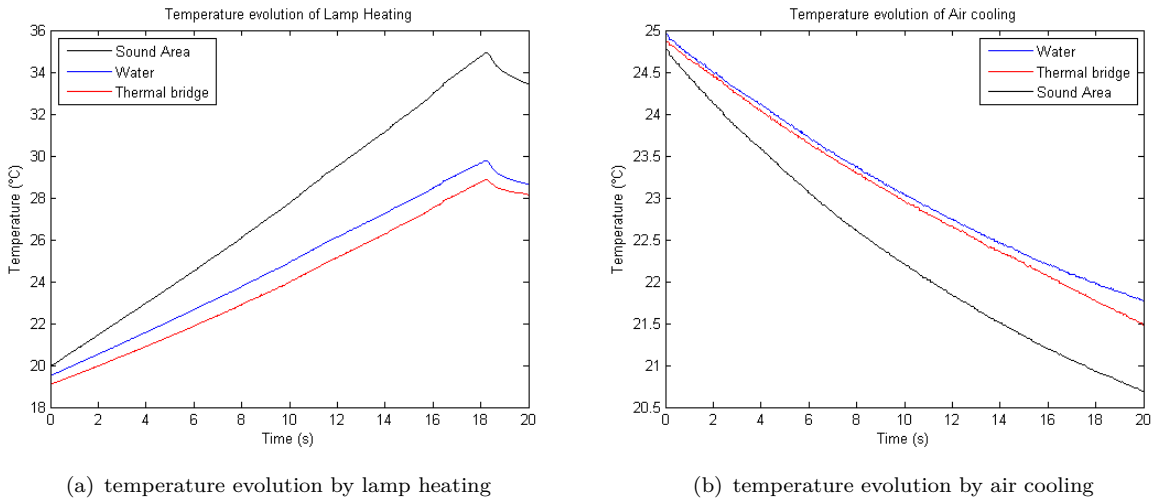 Temperature evolution of Lamp Heating
36
34
32
30
28
26
24
22
20
18
Temperature (°C)
Sound Area
Water
Thermal bridge
0 2 4 6 8 10 12 14 16 18 20
Time (s)
(a) temperature evolution by lamp heating
Temperature evolution of Air cooling
25
24.5
24
23.5
23
22.5
22
21.5
21
20.5
Temperature (°C)
Water
Thermal bridge
Sound Area
0 2 4 6 8 10 12 14 16 18 20
Time (s)
(b) temperature evolution by air cooling